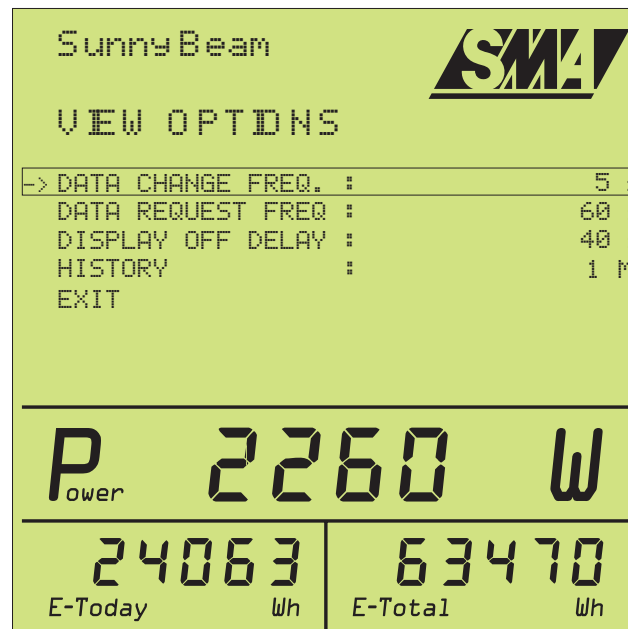 SunnyBeam
SMA
VIEW OPTIONS
-> DATA CHANGE FREQ. : 5
DATA REQUEST FREQ : 60
DISPLAY OFF DELAY : 40
HISTORY : 1 M
EXIT
Power 2260 W
24063 63470
E-Today Wh E-Total Wh